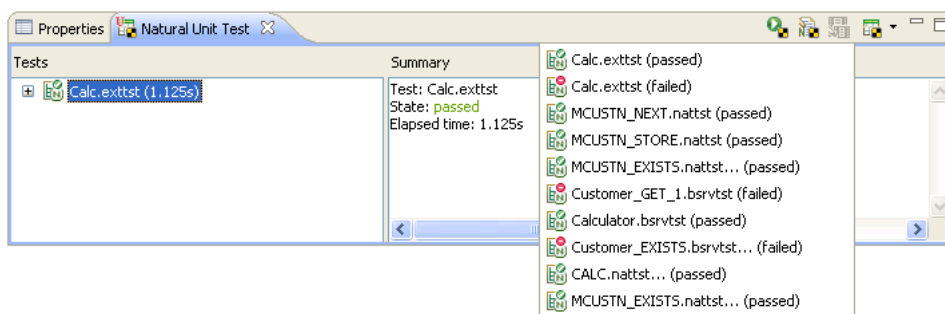 Properties
Natural Unit Test
Tests
Calc.exttst (1.125s)
Summary
Test: Calc.exttst
State: passed
Elapsed time: 1.125s
Calc.exttst (passed)
Calc.exttst (failed)
MCUSTN_NEXT.nattst (passed)
MCUSTN_STORE.nattst (passed)
MCUSTN_EXISTS.nattst... (passed)
Customer_GET_1.bsrvtst (failed)
Calculator.bsrvtst (passed)
Customer_EXISTS.bsrvtst... (failed)
CALC.nattst... (passed)
MCUSTN_EXISTS.nattst... (passed)